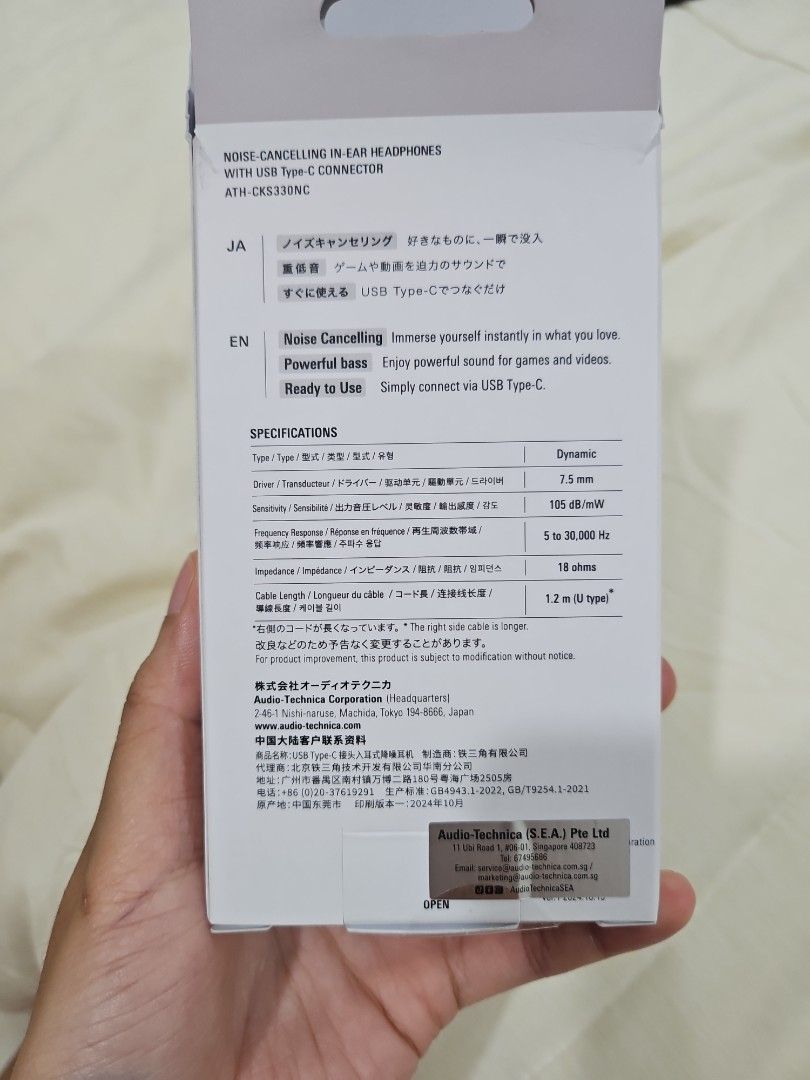 NOISE-CANCELLING IN-EAR HEADPHONES
WITH USB Type-C CONNECTOR
ATH-CKS330NC
JA
ノイズキャンセリング 好きなものに、一瞬で没入
重低音 ゲームや動画を迫力のサウンドで
すぐに使える USB Type-Cでつなぐだけ
EN
Noise Cancelling Immerse yourself instantly in what you love.
Powerful bass Enjoy powerful sound for games and videos.
Ready to Use Simply connect via USB Type-C.
SPECIFICATIONS
Type / Type / 型式 / 类型 / 型式 / 유형 Dynamic
Driver / Transducteur / ドライバー / 驱动单元 / 驅動單元 / 드라이버 7.5 mm
Sensitivity / Sensibilité / 出力音圧レベル / 灵敏度 / 輸出感度 / 감도 105 dB/mW
Frequency Response / Réponse en fréquence / 再生周波数帯域 /
频率响应 / 頻率響應 / 주파수 응답 5 to 30,000 Hz
Impedance / Impédance / インピーダンス / 阻抗 / 阻抗 / 임피던스 18 ohms
Cable Length / Longueur du câble / コード長 / 连接线长度 /
導線長度 / 케이블 길이 1.2 m (U type)*
*右側のコードが長くなっています。* The right side cable is longer.
改良などのため予告なく変更することがあります。
For product improvement, this product is subject to modification without notice.
株式会社オーディオテクニカ
Audio-Technica Corporation (Headquarters)
2-46-1 Nishi-naruse, Machida, Tokyo 194-8666, Japan
www.audio-technica.com
中国大陆客户联系资料
商品名称:USB Type-C 接头入耳式降噪耳机 制造商:铁三角有限公司
代理商:北京铁三角技术开发有限公司华南分公司
地址:广州市番禺区南村镇万博二路180号粤海广场2505房
电话:+86 (0)20-37619291 生产标准:GB4943.1-2022, GB/T9254.1-2021
原产地:中国东莞市 印刷版本一:2024年10月
Audio-Technica (S.E.A.) Pte Ltd
11 Ubi Road 1, #06-01, Singapore 408723
Tel: 67495686
Email: service@audio-technica.com.sg /
marketing@audio-technica.com.sg
: AudioTechnicaSEA
ration
OPEN